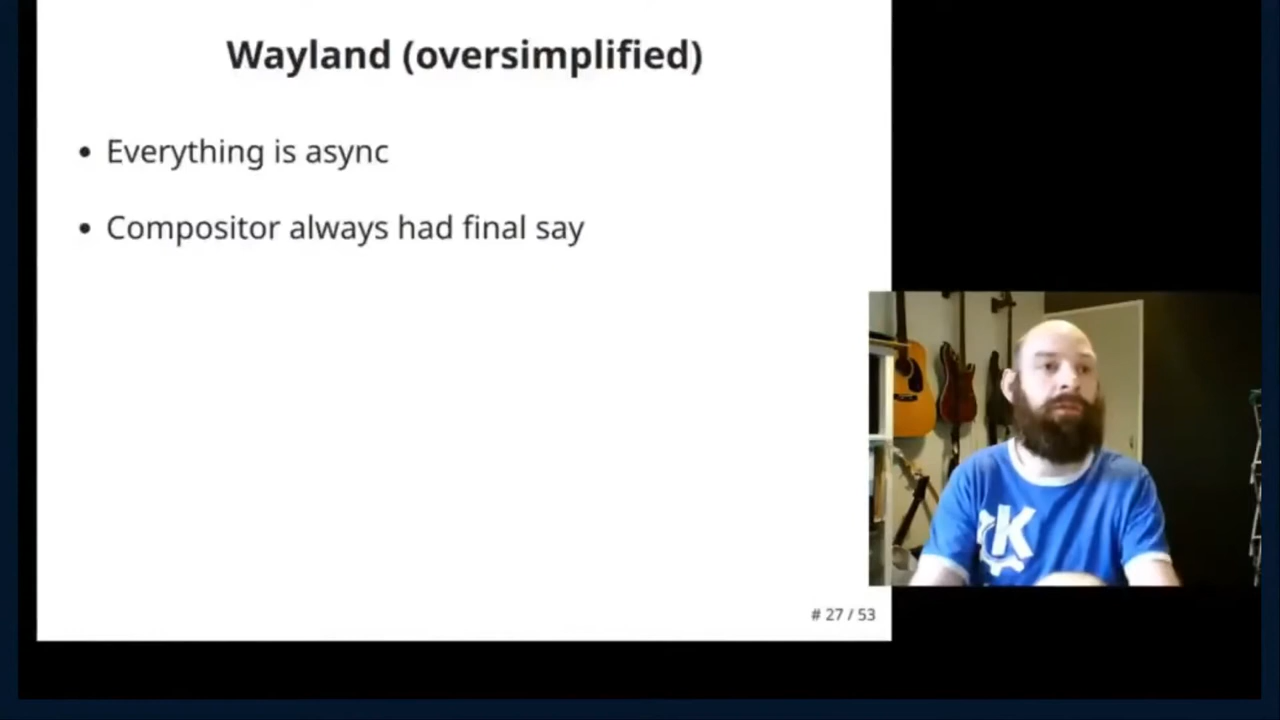 Wayland (oversimplified)
• Everything is async
• Compositor always had final say
K
# 27 / 53